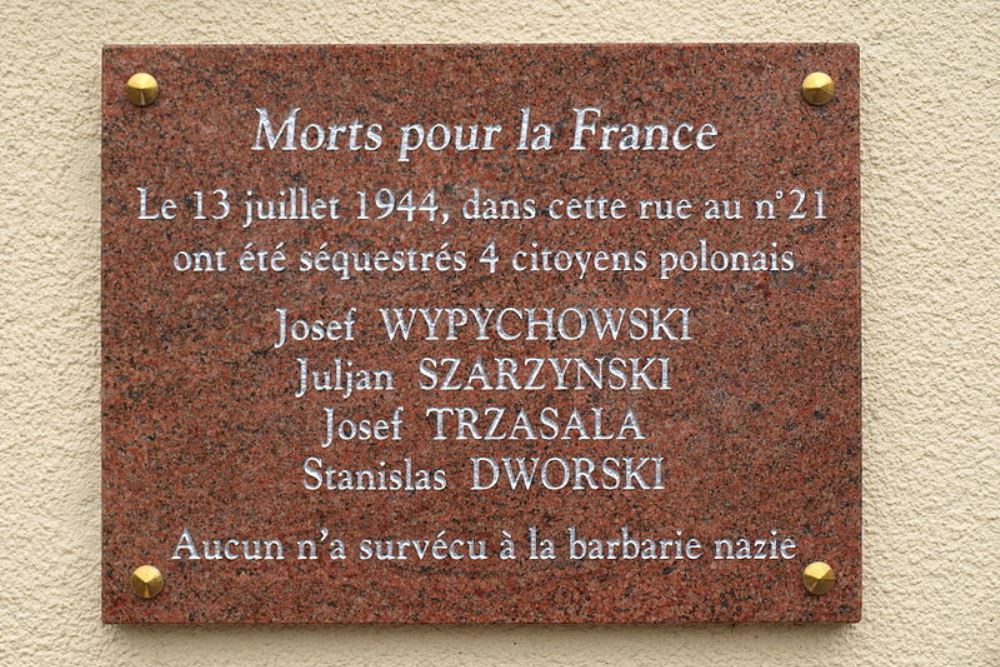 Morts pour la France
Le 13 juillet 1944, dans cette rue au n°21
ont été séquestrés 4 citoyens polonais
Josef WYPYCHOWSKI
Juljan SZARZYNSKI
Josef TRZASALA
Stanislas DWORSKI
Aucun n'a survécu à la barbarie nazie